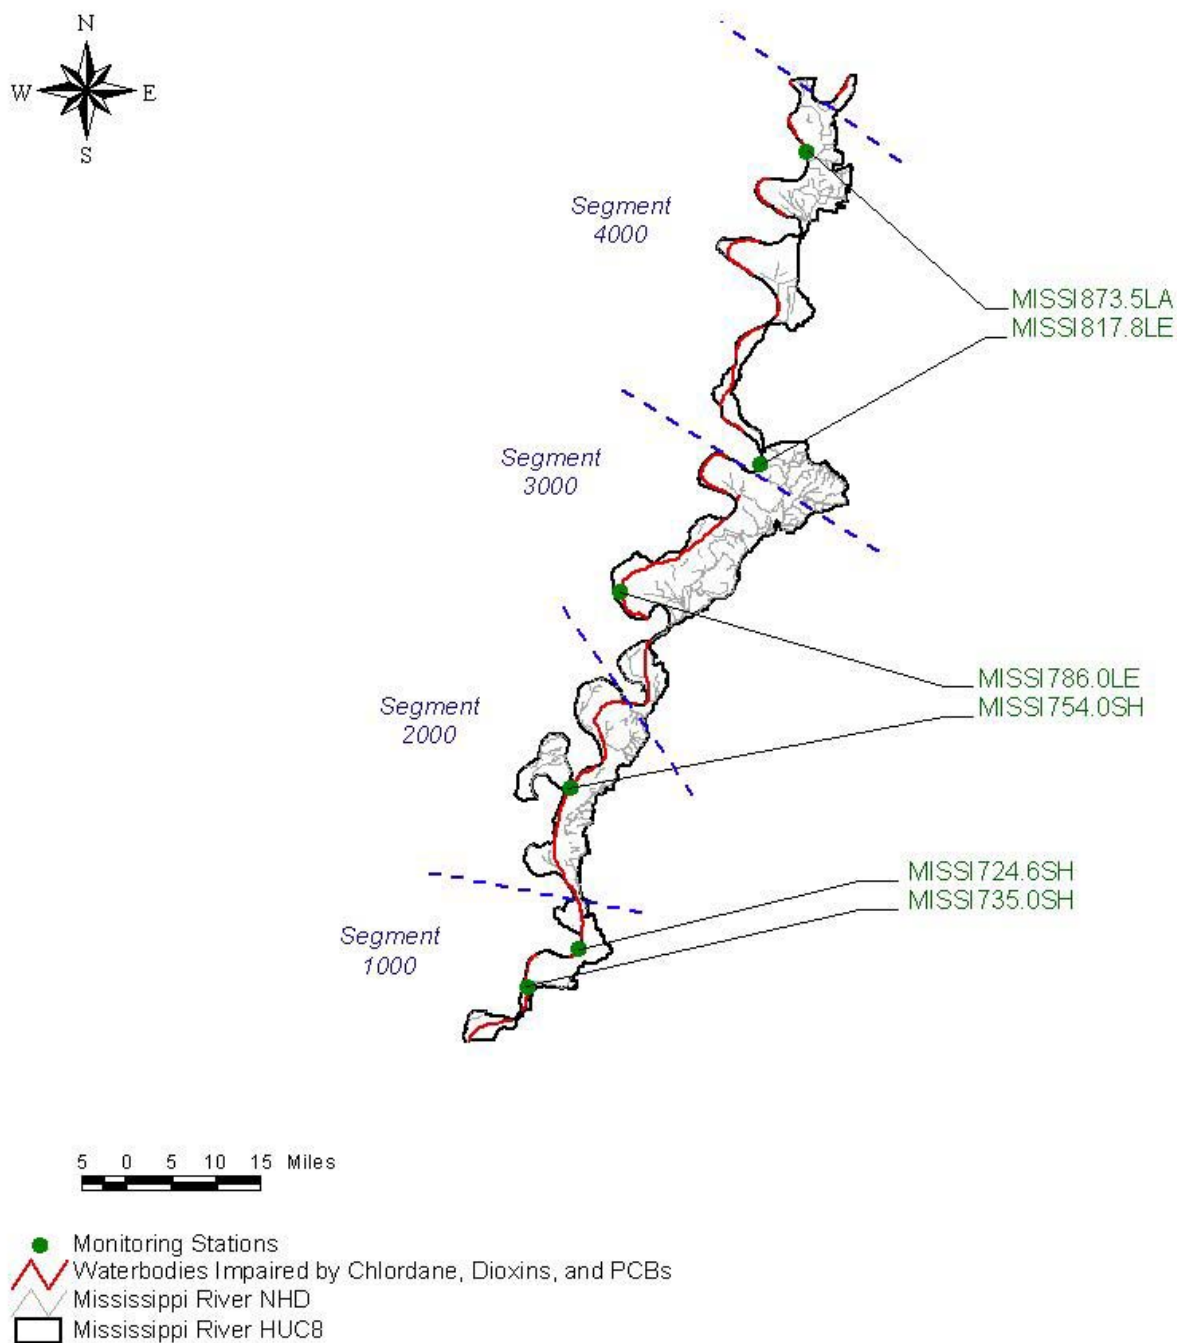 N
W E
S
Segment
4000
MISSI873.5LA
MISSI817.8LE
Segment
3000
MISSI786.0LE
MISSI754.0SH
Segment
2000
MISSI724.6SH
MISSI735.0SH
Segment
1000
5 0 5 10 15 Miles
Monitoring Stations
Waterbodies Impaired by Chlordane, Dioxins, and PCBs
Mississippi River NHD
Mississippi River HUC8